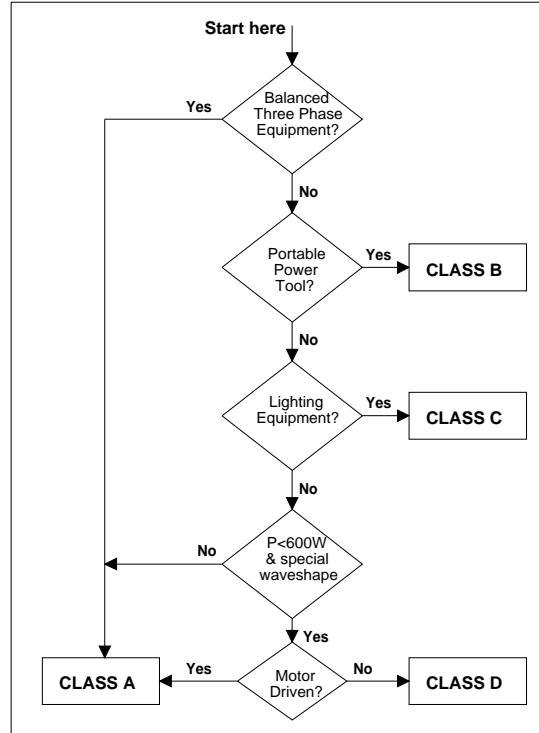 Start here
Balanced
Three Phase
Equipment?
Yes
No
Portable
Power
Tool?
Yes
CLASS B
No
Lighting
Equipment?
Yes
CLASS C
No
P<600W
& special
waveshape
No
Yes
Motor
Driven?
Yes
No
CLASS A
CLASS D